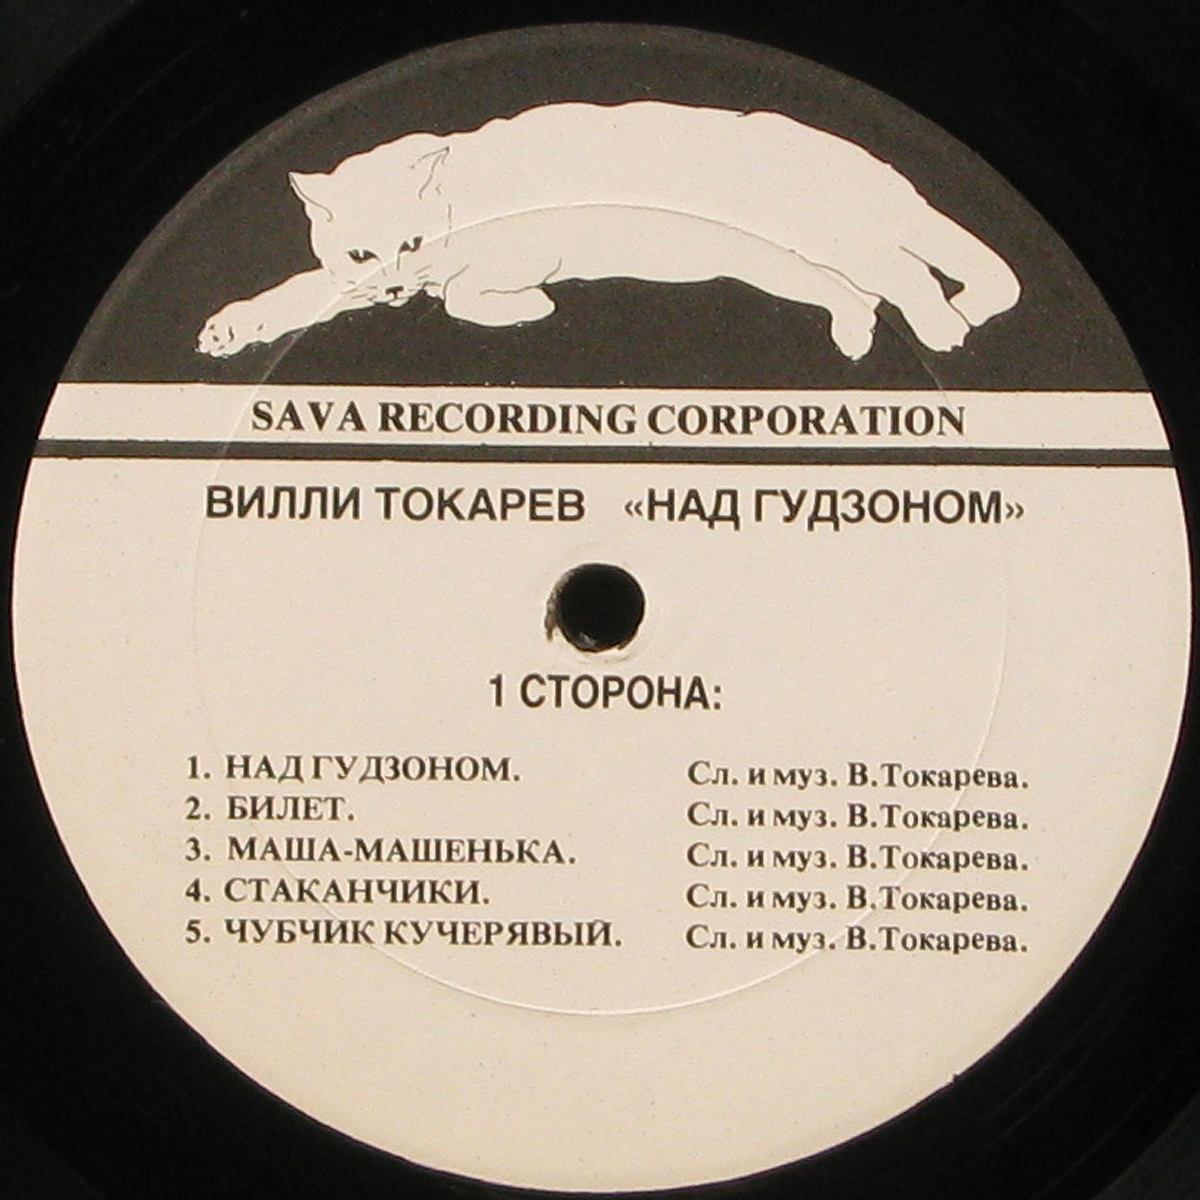 SAVA RECORDING CORPORATION
ВИЛЛИ ТОКАРЕВ «НАД ГУДЗОНОМ»
1 СТОРОНА:
1. НАД ГУДЗОНОМ. Сл. и муз. В.Токарева.
2. БИЛЕТ. Сл. и муз. В.Токарева.
3. МАША-МАШЕНЬКА. Сл. и муз. В.Токарева.
4. СТАКАНЧИКИ. Сл. и муз. В.Токарева.
5. ЧУБЧИК КУЧЕРЯВЫЙ. Сл. и муз. В.Токарева.